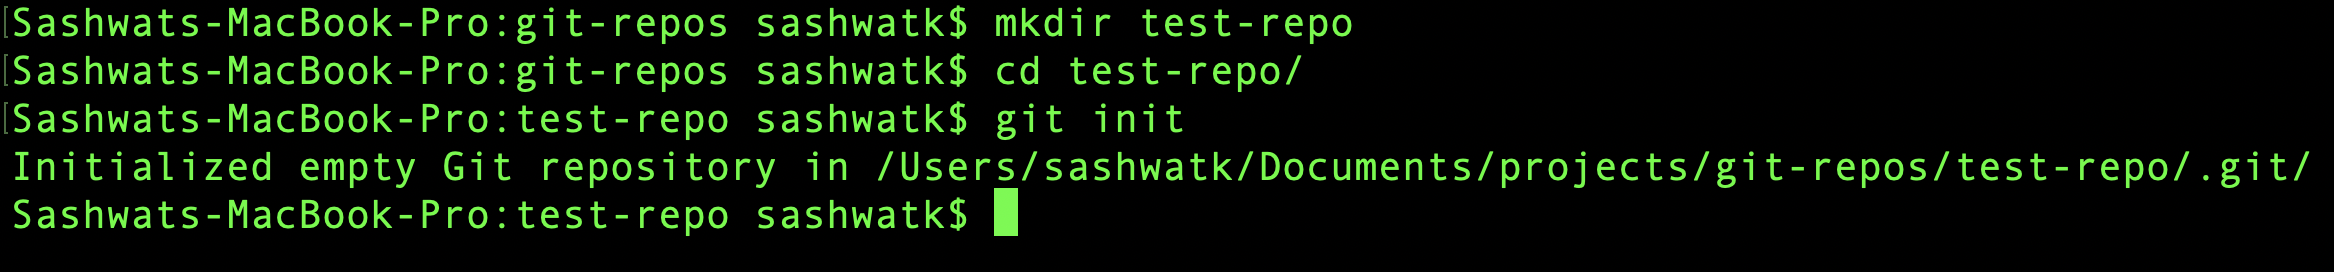 Sashwats-MacBook-Pro:git-repos sashwatk$ mkdir test-repo
Sashwats-MacBook-Pro:git-repos sashwatk$ cd test-repo/
Sashwats-MacBook-Pro:test-repo sashwatk$ git init
Initialized empty Git repository in /Users/sashwatk/Documents/projects/git-repos/test-repo/.git/
Sashwats-MacBook-Pro:test-repo sashwatk$